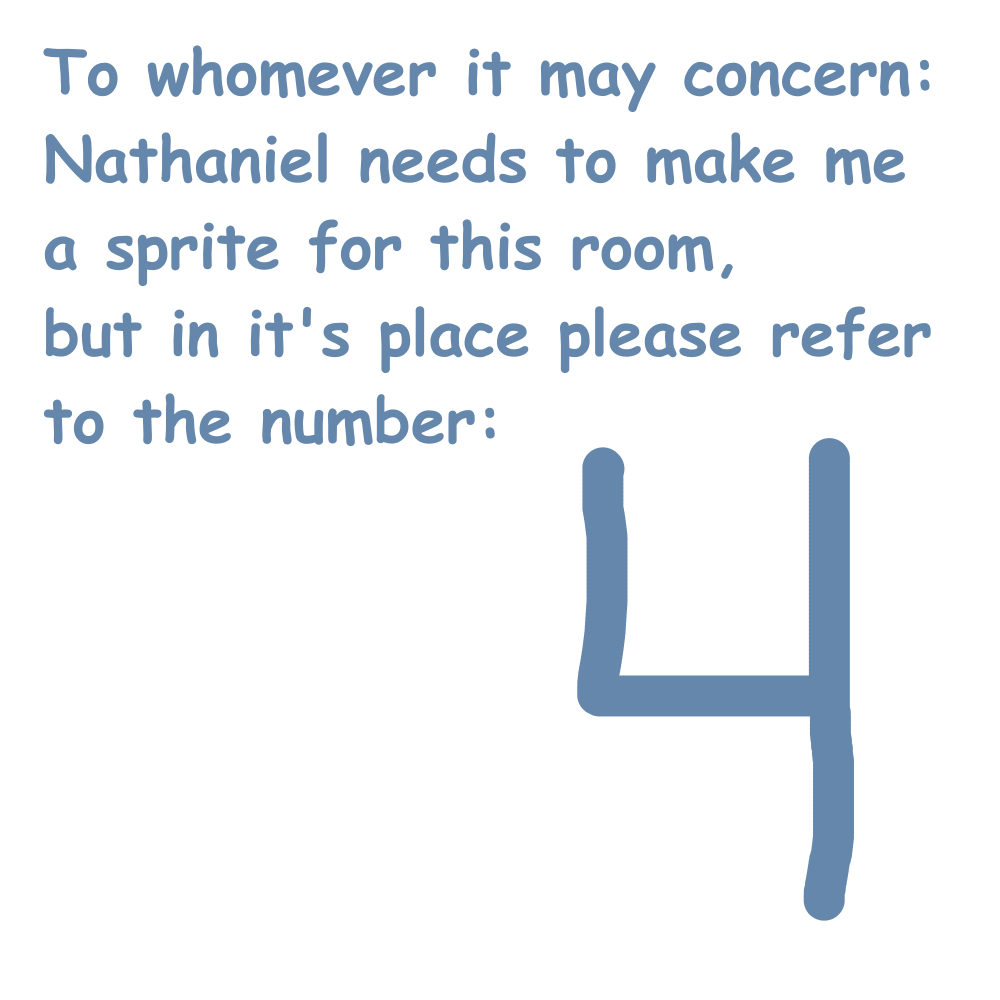 To whomever it may concern:
Nathaniel needs to make me
a sprite for this room,
but in it's place please refer
to the number:
4